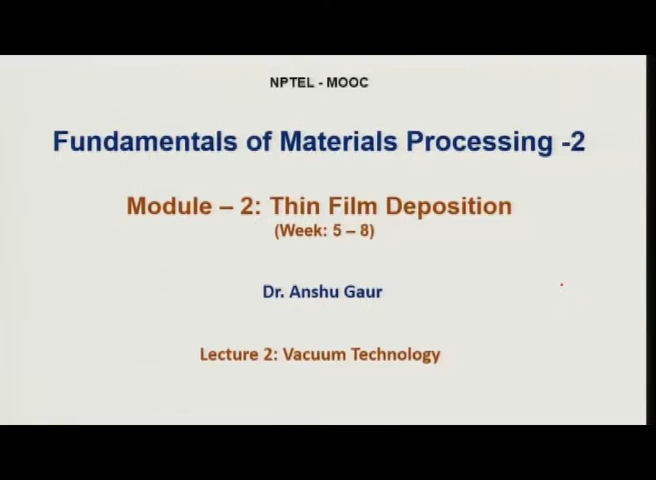 NPTEL - MOOC
Fundamentals of Materials Processing -2
Module – 2: Thin Film Deposition
(Week: 5 – 8)
Dr. Anshu Gaur
Lecture 2: Vacuum Technology